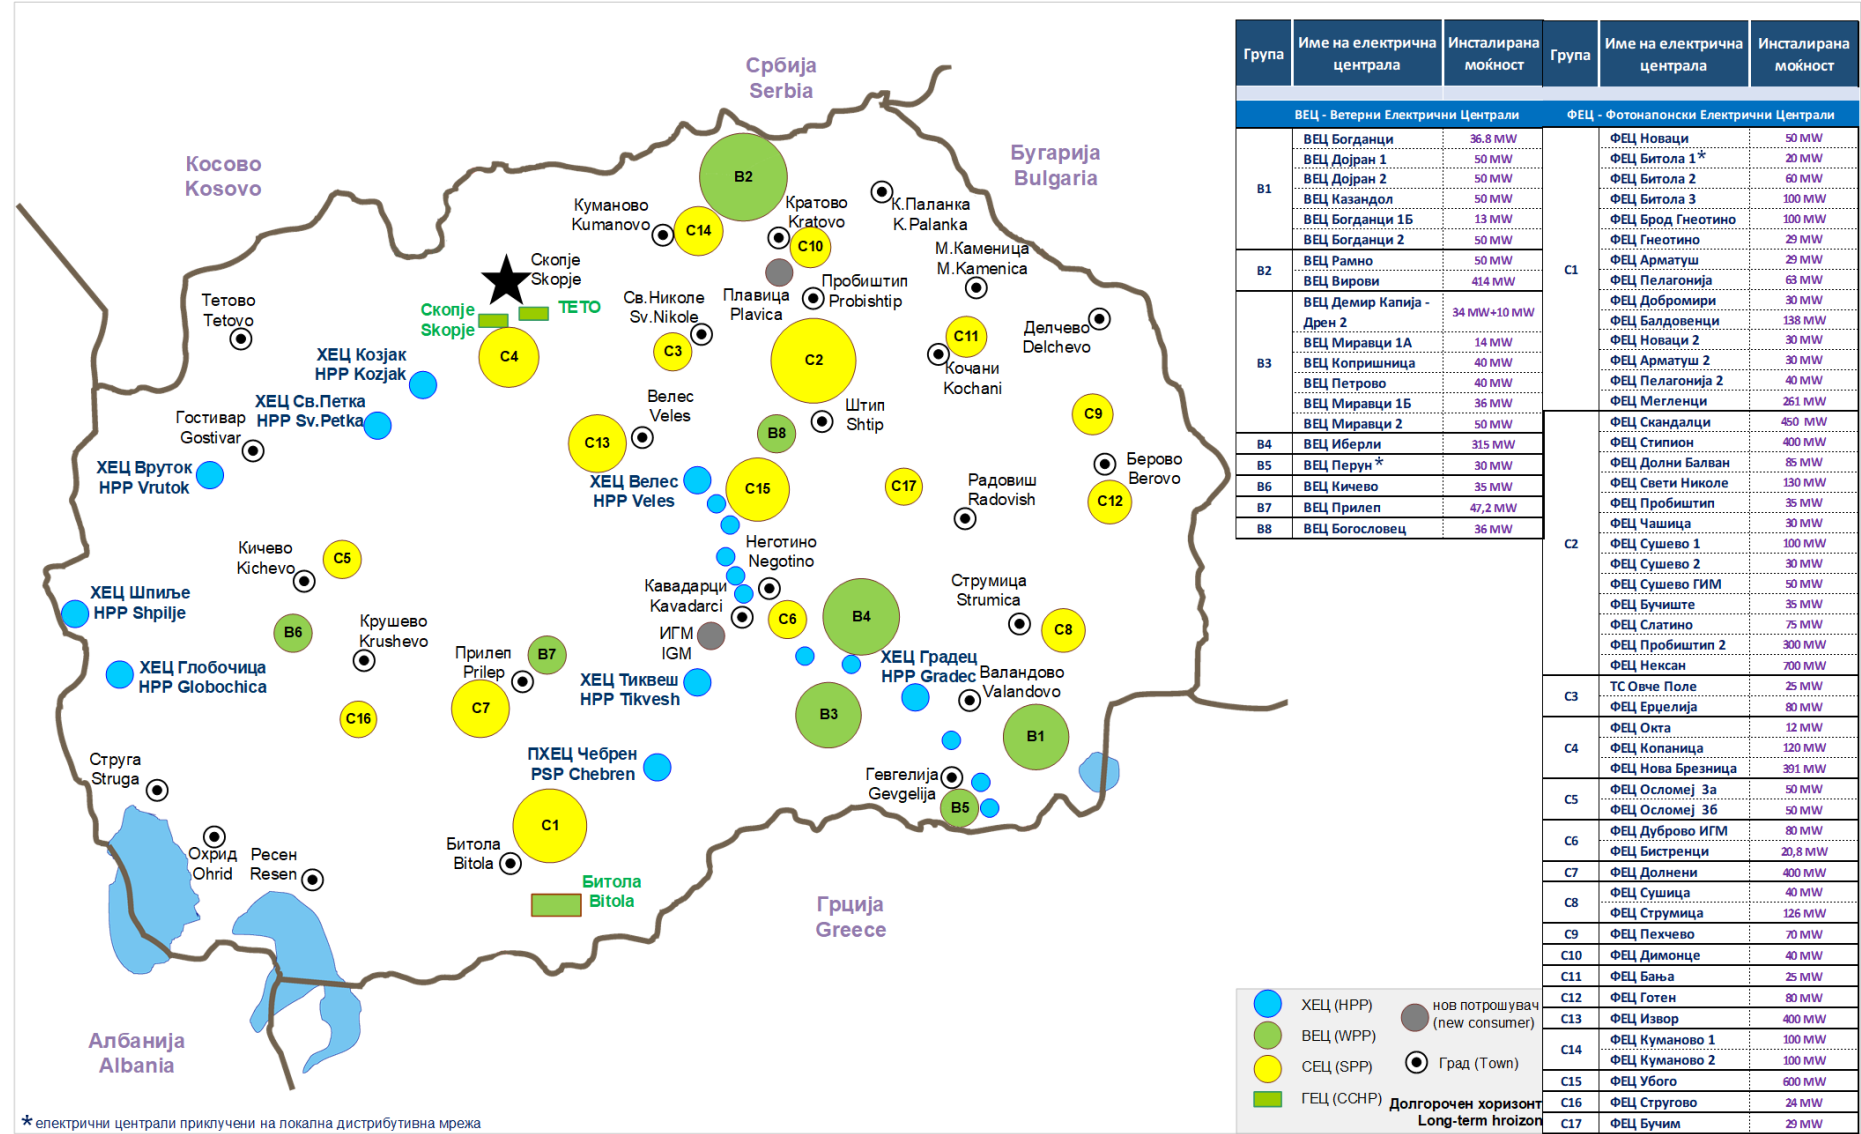 Србија
Serbia
Косово
Kosovo
Бугарија
Bulgaria
B2
Куманово
Kumanovo
C14
Кратово
Kratovo
C10
К.Паланка
K.Palanka
М.Каменица
M.Kamenica
Скопје
Skopje
Плавица
Plavica
Пробиштип
Probishtip
Тетово
Tetovo
Скопје
Skopje
ТЕТО
Св.Николе
Sv.Nikole
Делчево
Delchevo
C4
C3
C2
C11
Кочани
Kochani
ХЕЦ Козјак
HPP Kozjak
ХЕЦ Св.Петка
HPP Sv.Petka
Гостивар
Gostivar
Велес
Veles
Штип
Shtip
C9
B8
C13
ХЕЦ Вруток
HPP Vrutok
ХЕЦ Велес
HPP Veles
C15
C17
Радовиш
Radovish
Берово
Berovo
C12
Кичево
Kichevo
C5
Неготино
Negotino
Кавадарци
Kavadarci
Струмица
Strumica
ХЕЦ Шпиље
HPP Shpilje
B6
Крушево
Krushevo
C6
B4
C8
ИГМ
IGM
Прилеп
Prilep
B7
ХЕЦ Глобочица
HPP Globochica
ХЕЦ Тиквеш
HPP Tikvesh
ХЕЦ Градец
HPP Gradec
Валандово
Valandovo
C16
C7
B3
B1
ПХЕЦ Чебрен
PSP Chebren
Струга
Struga
Гевгелија
Gevgelija
B5
C1
Битола
Bitola
Охрид
Ohrid
Ресен
Resen
Битола
Bitola
Грција
Greece
Албанија
Albania
*електрични централи приклучени на локална дистрибутивна мрежа
Група Име на електрична централа Инсталирана моќност
ВЕЦ - Ветерни Електрични Централи
B1 ВЕЦ Богданци 36.8 MW
ВЕЦ Дојран 1 50 MW
ВЕЦ Дојран 2 50 MW
ВЕЦ Казандол 50 MW
ВЕЦ Богданци 1Б 13 MW
ВЕЦ Богданци 2 50 MW
B2 ВЕЦ Рамно 50 MW
ВЕЦ Вирови 414 MW
B3 ВЕЦ Демир Капија -
Дрен 2 34 MW+10 MW
ВЕЦ Миравци 1А 14 MW
ВЕЦ Копришница 40 MW
ВЕЦ Петрово 40 MW
ВЕЦ Миравци 1Б 36 MW
ВЕЦ Миравци 2 50 MW
B4 ВЕЦ Иберли 315 MW
B5 ВЕЦ Перун* 30 MW
B6 ВЕЦ Кичево 35 MW
B7 ВЕЦ Прилеп 47,2 MW
B8 ВЕЦ Богословец 36 MW
Група Име на електрична централа Инсталирана моќност
ФЕЦ - Фотонапонски Електрични Централи
C1 ФЕЦ Новаци 50 MW
ФЕЦ Битола 1* 20 MW
ФЕЦ Битола 2 60 MW
ФЕЦ Битола 3 100 MW
ФЕЦ Брод Гнеотино 100 MW
ФЕЦ Гнеотино 29 MW
ФЕЦ Арматуш 29 MW
ФЕЦ Пелагонија 63 MW
ФЕЦ Добромири 30 MW
ФЕЦ Балдовенци 138 MW
ФЕЦ Новаци 2 30 MW
ФЕЦ Арматуш 2 30 MW
ФЕЦ Пелагонија 2 40 MW
ФЕЦ Мегленци 261 MW
C2 ФЕЦ Скандалци 450 MW
ФЕЦ Стипион 400 MW
ФЕЦ Долни Балван 85 MW
ФЕЦ Свети Николе 130 MW
ФЕЦ Пробиштип 35 MW
ФЕЦ Чашица 30 MW
ФЕЦ Сушево 1 100 MW
ФЕЦ Сушево 2 30 MW
ФЕЦ Сушево ГИМ 50 MW
ФЕЦ Бучиште 35 MW
ФЕЦ Слатино 75 MW
ФЕЦ Пробиштип 2 300 MW
ФЕЦ Нексан 700 MW
C3 ТС Овче Поле 25 MW
ФЕЦ Ерџелија 80 MW
C4 ФЕЦ Окта 12 MW
ФЕЦ Копаница 120 MW
ФЕЦ Нова Брезница 391 MW
C5 ФЕЦ Осломеј 3а 50 MW
ФЕЦ Осломеј 3б 50 MW
C6 ФЕЦ Дуброво ИГМ 80 MW
ФЕЦ Бистренци 20,8 MW
C7 ФЕЦ Долнени 400 MW
C8 ФЕЦ Сушица 40 MW
ФЕЦ Струмица 126 MW
C9 ФЕЦ Пехчево 70 MW
C10 ФЕЦ Димонце 40 MW
C11 ФЕЦ Бања 25 MW
C12 ФЕЦ Готен 80 MW
C13 ФЕЦ Извор 400 MW
C14 ФЕЦ Куманово 1 100 MW
ФЕЦ Куманово 2 100 MW
C15 ФЕЦ Убого 600 MW
C16 ФЕЦ Стругово 24 MW
C17 ФЕЦ Бучим 29 MW
ХЕЦ (HPP)
ВЕЦ (WPP)
СЕЦ (SPP)
ГЕЦ (CCHP)
нов потрошувач
(new consumer)
Град (Town)
Долгорочен хоризонт
Long-term hroizon